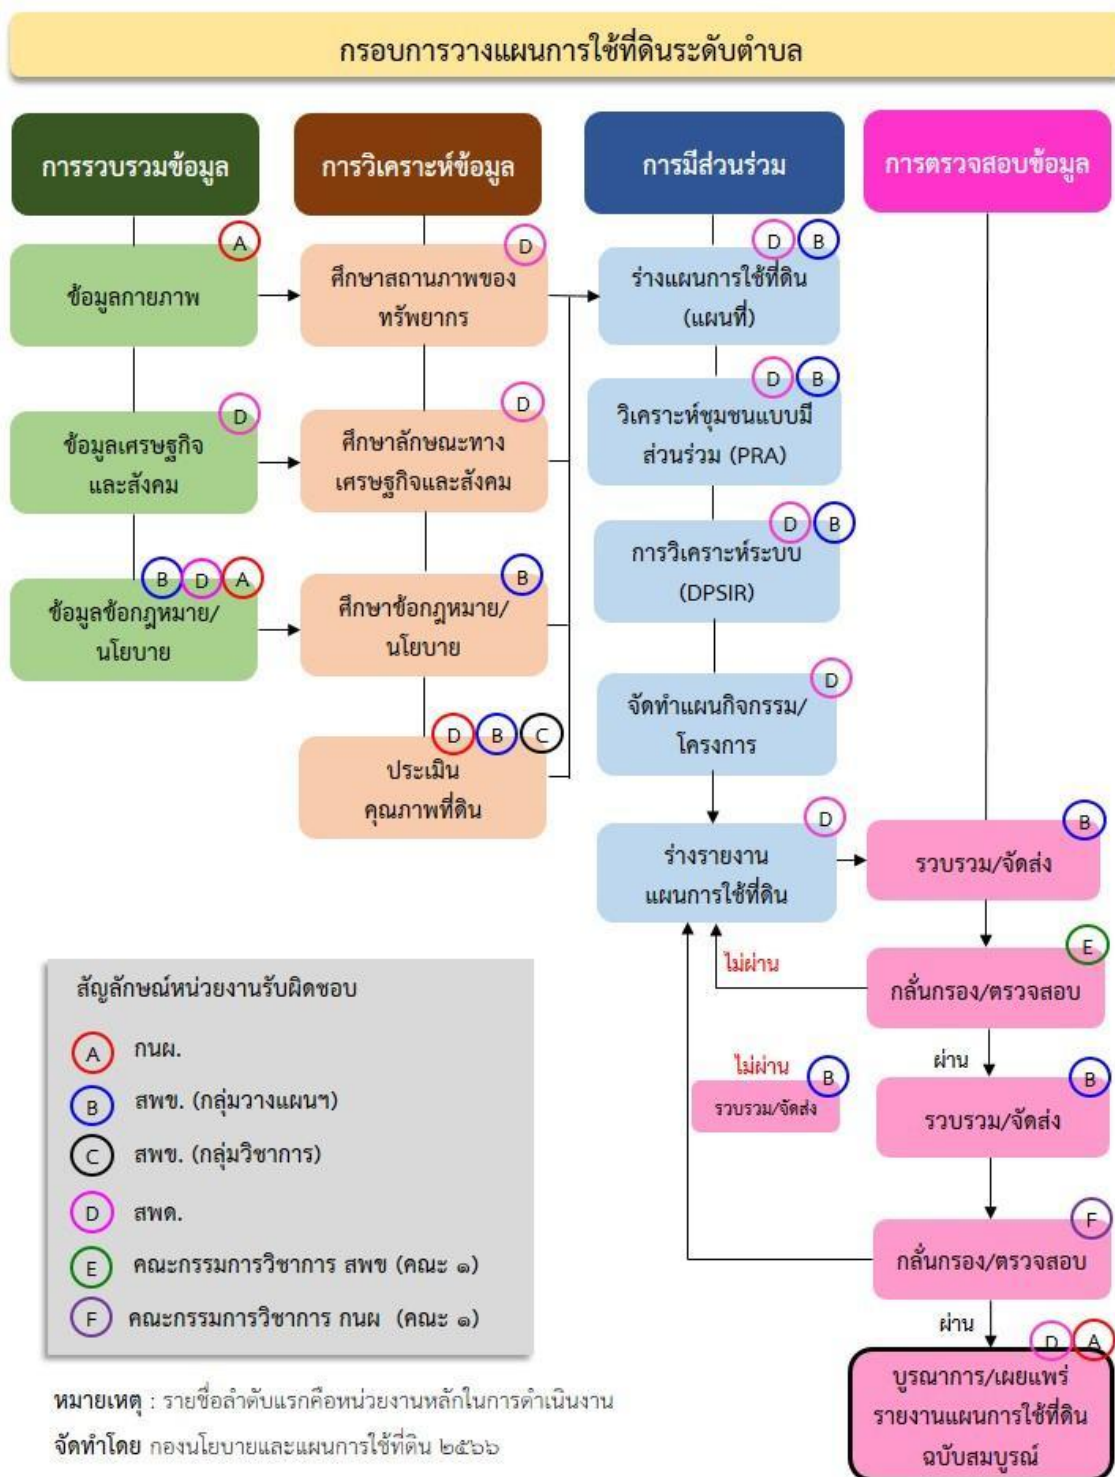 กรอบการวางแผนการใช้ที่ดินระดับตำบล
การรวบรวมข้อมูล
การวิเคราะห์ข้อมูล
การมีส่วนร่วม
การตรวจสอบข้อมูล
A
ข้อมูลกายภาพ
D
ข้อมูลเศรษฐกิจ
และสังคม
B D A
ข้อมูลข้อกฎหมาย/
นโยบาย
D
ศึกษาสถานภาพของ
ทรัพยากร
D
ศึกษาลักษณะทาง
เศรษฐกิจและสังคม
B
ศึกษาข้อกฎหมาย/
นโยบาย
D B C
ประเมิน
คุณภาพที่ดิน
D B
ร่างแผนการใช้ที่ดิน
(แผนที่)
D B
วิเคราะห์ชุมชนแบบมี
ส่วนร่วม (PRA)
D B
การวิเคราะห์ระบบ
(DPSIR)
D
จัดทำแผนกิจกรรม/
โครงการ
D
ร่างรายงาน
แผนการใช้ที่ดิน
B
รวบรวม/จัดส่ง
E
กลั่นกรอง/ตรวจสอบ
ไม่ผ่าน
ผ่าน
B
รวบรวม/จัดส่ง
ไม่ผ่าน
B
รวบรวม/จัดส่ง
F
กลั่นกรอง/ตรวจสอบ
ผ่าน
D A
บูรณาการ/เผยแพร่
รายงานแผนการใช้ที่ดิน
ฉบับสมบูรณ์
สัญลักษณ์หน่วยงานรับผิดชอบ
A กนผ.
B สพข. (กลุ่มวางแผนฯ)
C สพข. (กลุ่มวิชาการ)
D สพด.
E คณะกรรมการวิชาการ สพข (คณะ ๑)
F คณะกรรมการวิชาการ กนผ (คณะ ๑)
หมายเหตุ : รายชื่อลำดับแรกคือหน่วยงานหลักในการดำเนินงาน
จัดทำโดย กองนโยบายและแผนการใช้ที่ดิน ๒๕๖๖